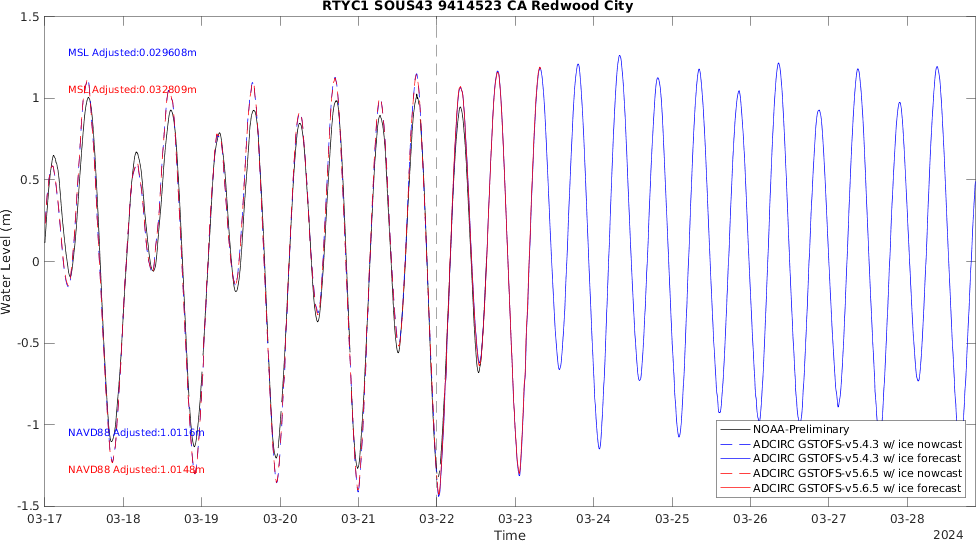 RTYC1 SOUS43 9414523 CA Redwood City
1.5
MSL Adjusted:0.029608m
1
MSL Adjusted:0.032809m
0.5
Water Level (m)
0
-0.5
-1
NAVD88 Adjusted:1.0116m
NAVD88 Adjusted:1.0148m
-1.5
NOAA-Preliminary
ADCIRC GSTOFS-v5.4.3 w/ ice nowcast
ADCIRC GSTOFS-v5.4.3 w/ ice forecast
ADCIRC GSTOFS-v5.6.5 w/ ice nowcast
ADCIRC GSTOFS-v5.6.5 w/ ice forecast
03-17 03-18 03-19 03-20 03-21 03-22 03-23 03-24 03-25 03-26 03-27 03-28
Time
2024